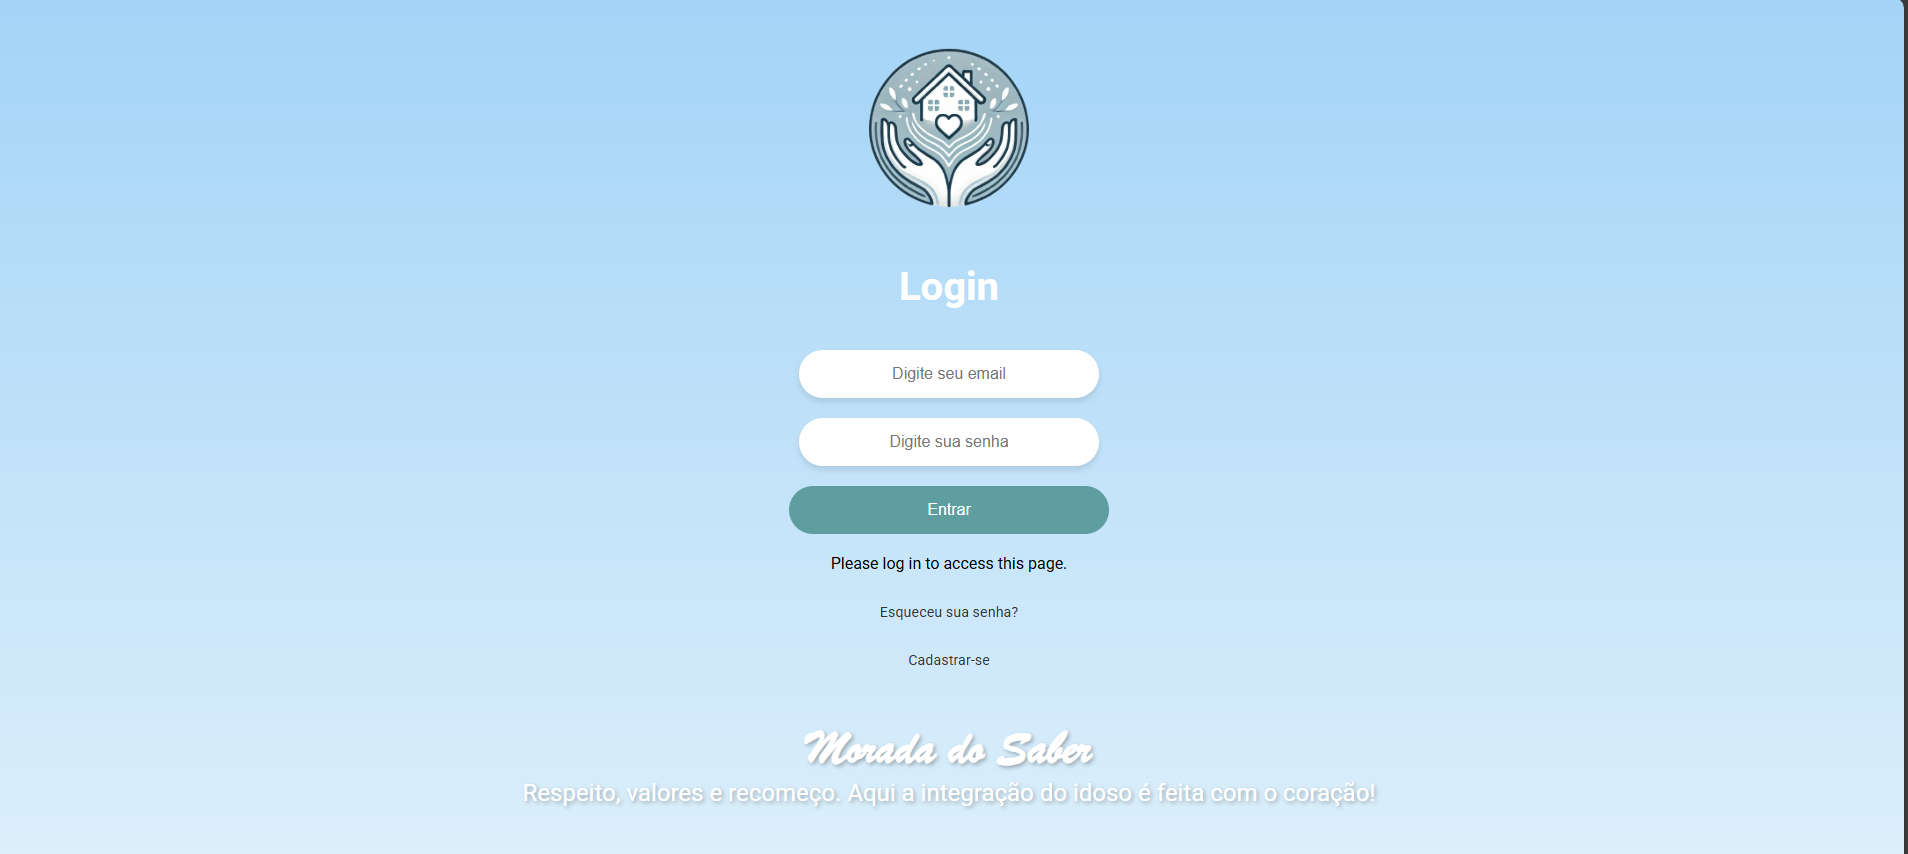 Login
Digite seu email
Digite sua senha
Entrar
Please log in to access this page.
Esqueceu sua senha?
Cadastrar-se
Morada do Saber
Respeito, valores e recomeço. Aqui a integração do idoso é feita com o coração!